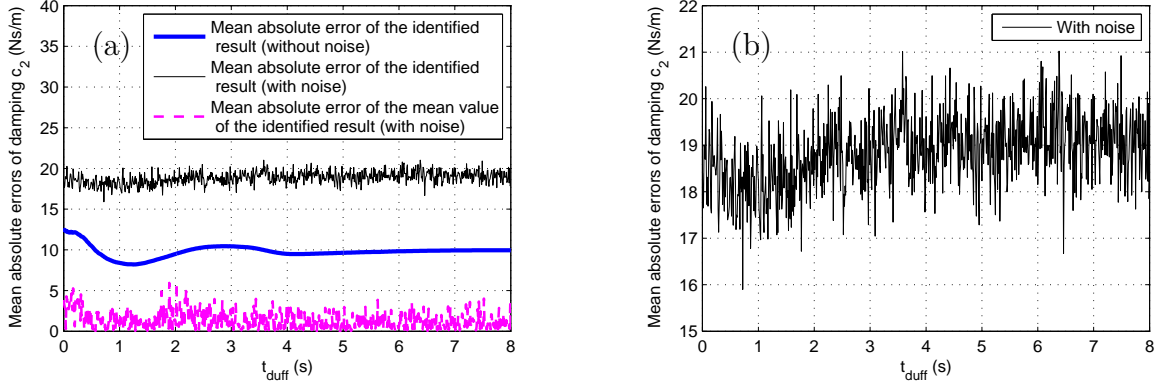 (a)
Mean absolute error of the identified
result (without noise)
Mean absolute error of the identified
result (with noise)
Mean absolute error of the mean value
of the identified result (with noise)
Mean absolute errors of damping c2 (Ns/m)
40
35
30
25
20
15
10
5
0
0 1 2 3 4 5 6 7 8
tduff (s)
(b)
With noise
Mean absolute errors of damping c2 (Ns/m)
22
21
20
19
18
17
16
15
0 1 2 3 4 5 6 7 8
tduff (s)